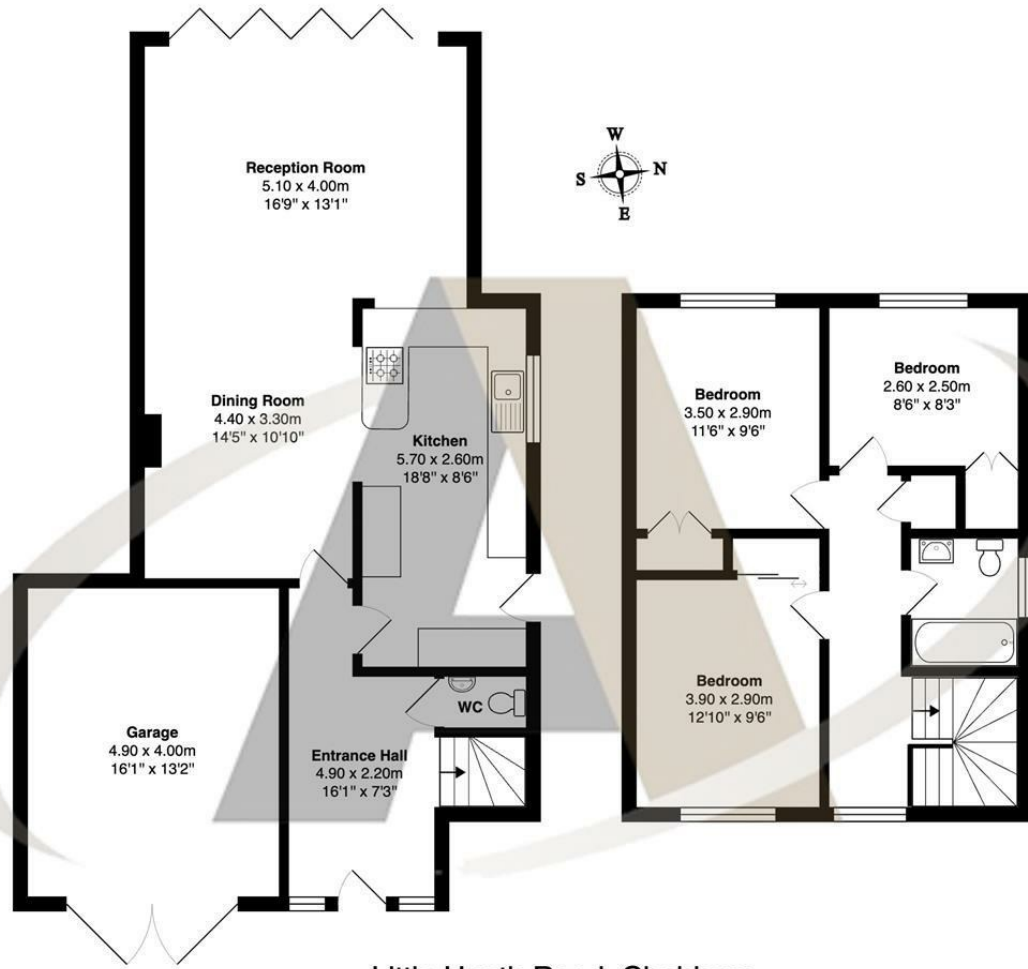 Reception Room
5.10 x 4.00m
16'9" x 13'1"
W
S
N
E
Dining Room
4.40 x 3.30m
14'5" x 10'10"
Kitchen
5.70 x 2.60m
18'8" x 8'6"
Bedroom
3.50 x 2.90m
11'6" x 9'6"
Bedroom
2.60 x 2.50m
8'6" x 8'3"
Garage
4.90 x 4.00m
16'1" x 13'2"
WC
Entrance Hall
4.90 x 2.20m
16'1" x 7'3"
Bedroom
3.90 x 2.90m
12'10" x 9'6"
A